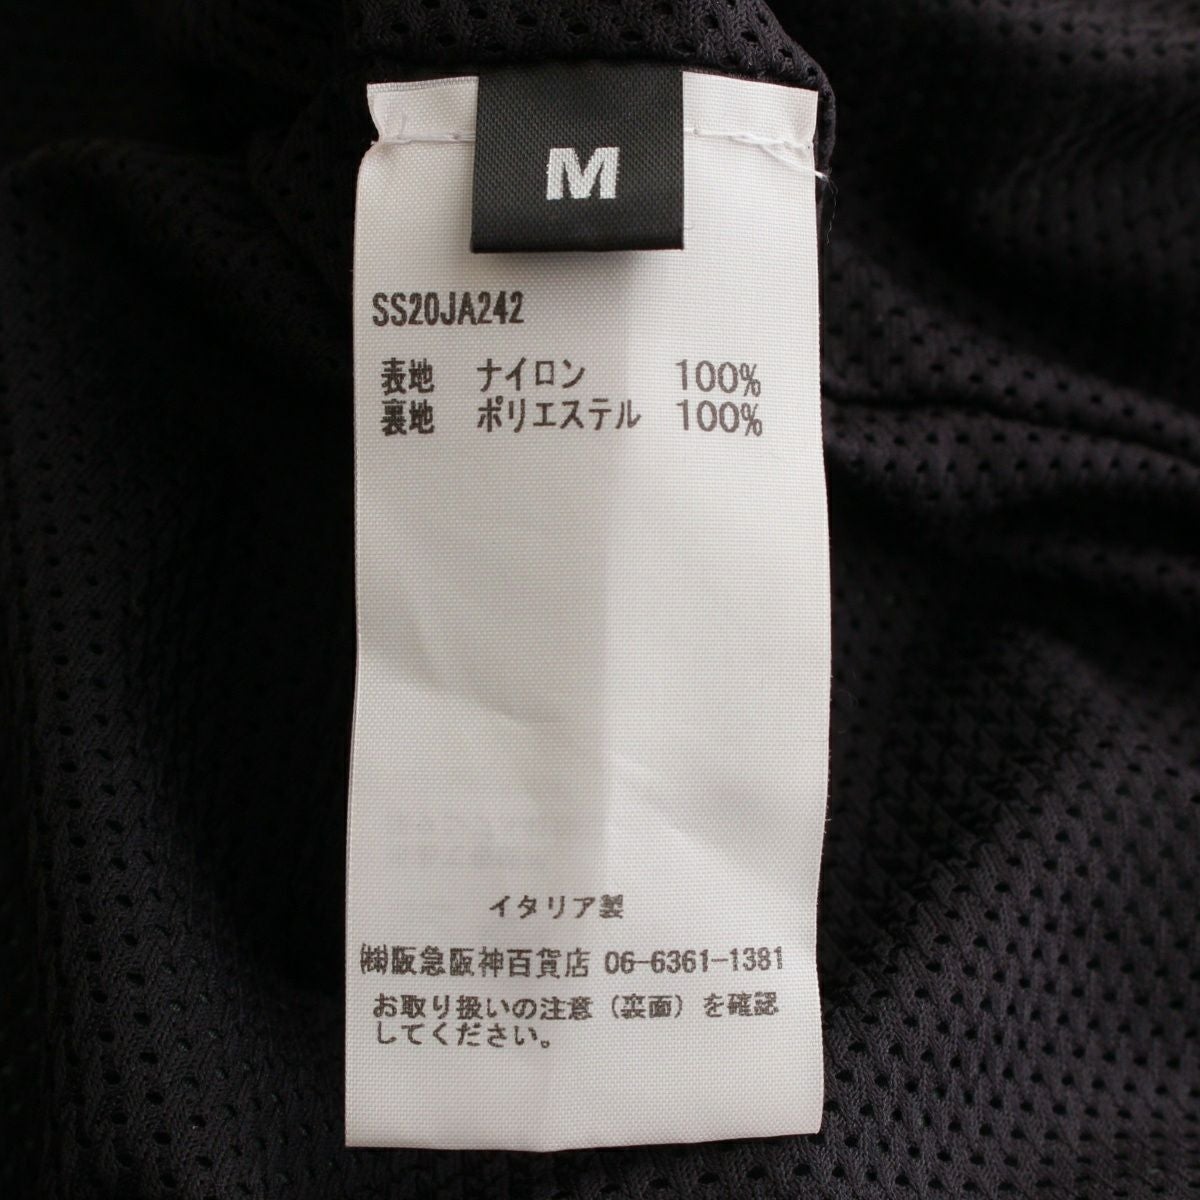 M
SS20JA242
表地 ナイロン 100%
裏地 ポリエステル 100%
イタリア製
㈱阪急阪神百貨店 06-6361-1381
お取り扱いの注意（裏面）を確認
してください。